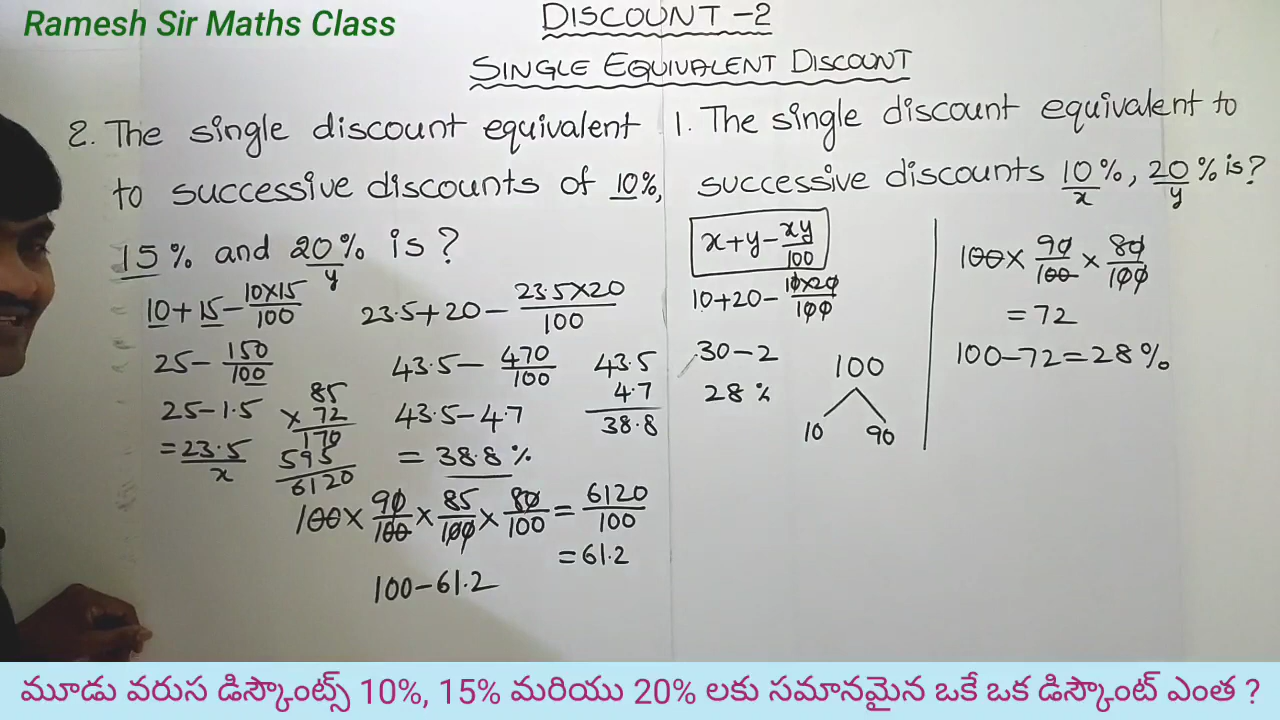 Ramesh Sir Maths Class
DISCOUNT -2
SINGLE EQUIVALENT DISCOUNT
2. The single discount equivalent
to successive discounts of 10%,
15% and 20% is?
y
10+15-10×15/100
25-150/100
25-1.5
=23.5
x
85
×72
170
595
6120
23.5+20-23.5×20/100
43.5-470/100
43.5-4.7
= 38.8%
43.5
4.7
38.8
100×90/100×85/100×80/100=6120/100
=61.2
100-61.2
1. The single discount equivalent to
successive discounts 10%, 20% is?
x y
x+y-xy/100
10+20-10×20/100
30-2
28%
100
10 90
100×90/100×80/100
=72
100-72=28%
మూడు వరుస డిస్కౌంట్స్ 10%, 15% మరియు 20% లకు సమానమైన ఒకే ఒక డిస్కౌంట్ ఎంత ?